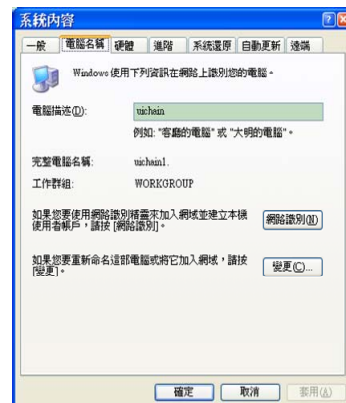 系統內容
一般 電腦名稱 硬體 進階 系統還原 自動更新 遠端
Windows 使用下列資訊在網路上識別您的電腦。
電腦描述(D): uichain
例如: "客廳的電腦" 或 "大明的電腦"。
完整電腦名稱: uichain1.
工作群組: WORKGROUP
如果您要使用網路識別精靈來加入網域並建立本機
使用者帳戶，請按 [網路識別]。
網路識別(N)
如果您要重新命名這部電腦或將它加入網域，請按
[變更]。
變更(C)...
確定 取消 套用(A)